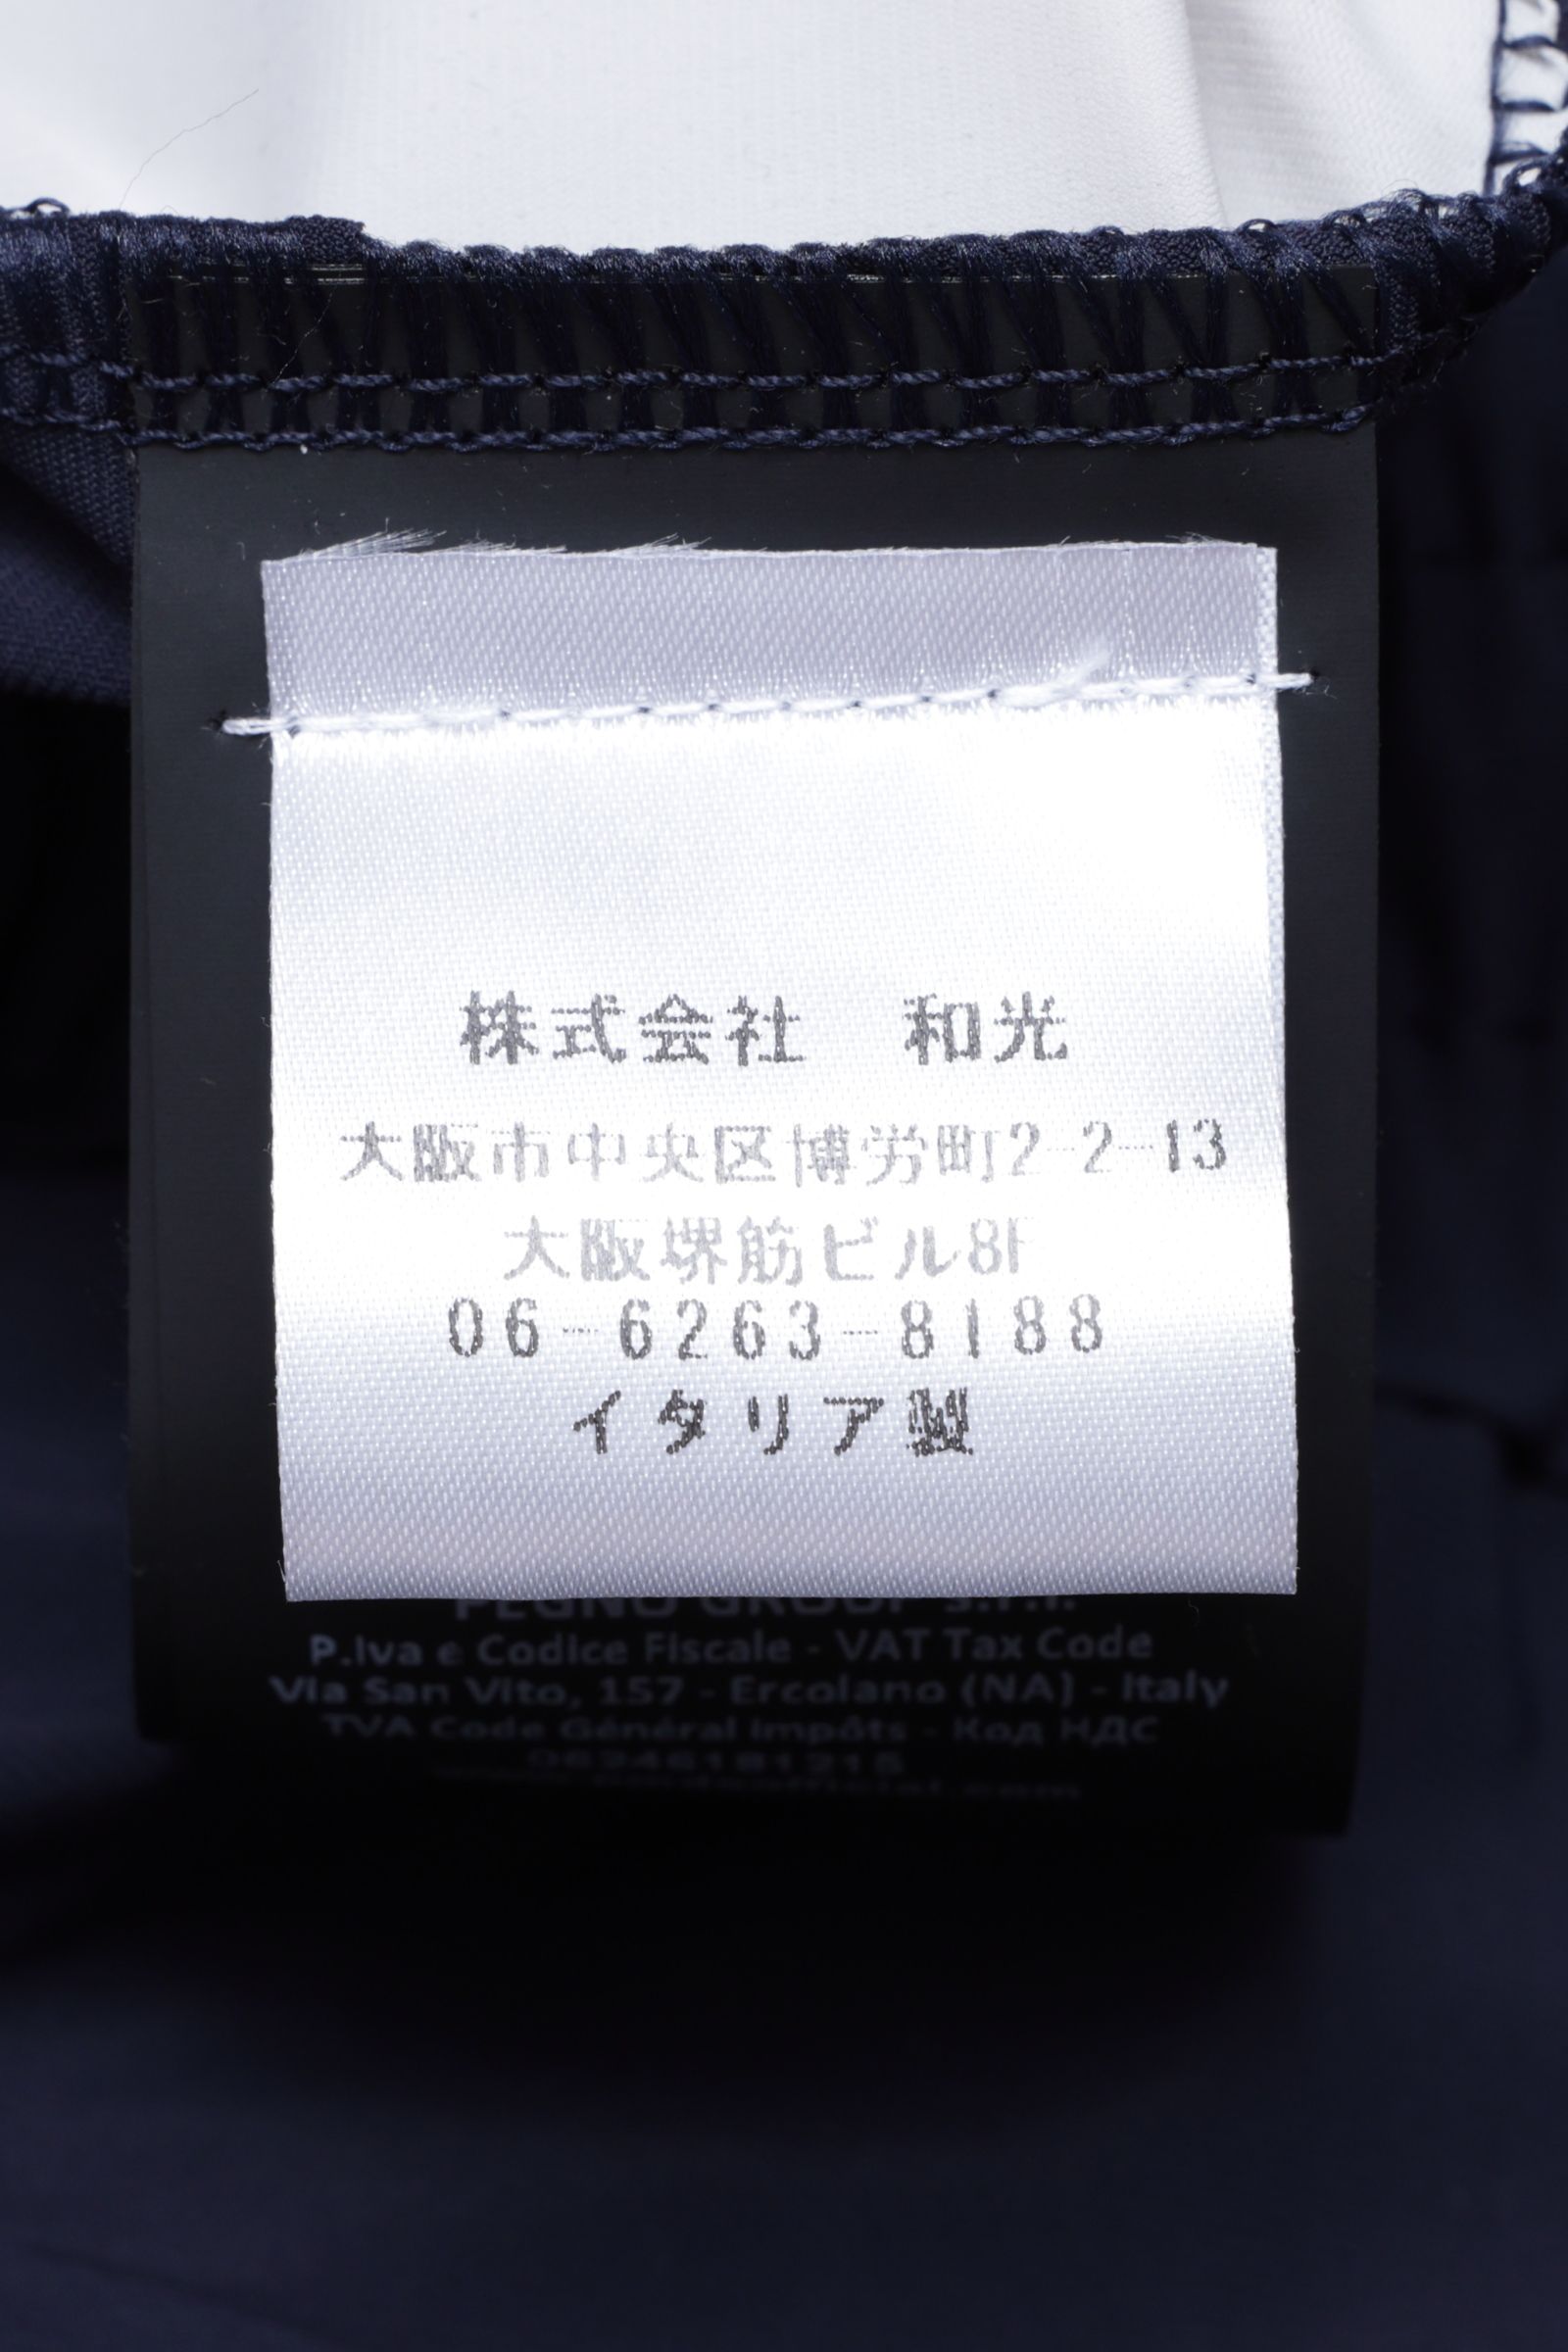 株式会社　和光
大阪市中央区博労町2-2-13
大阪堺筋ビル8F
06-6263-8188
イタリア製
GROUP s.r.l.
P.Iva e Codice Fiscale - VAT Tax Code
Via San Vito, 157 - Ercolano (NA) - Italy
TVA Code Général Impôts - Код НДС